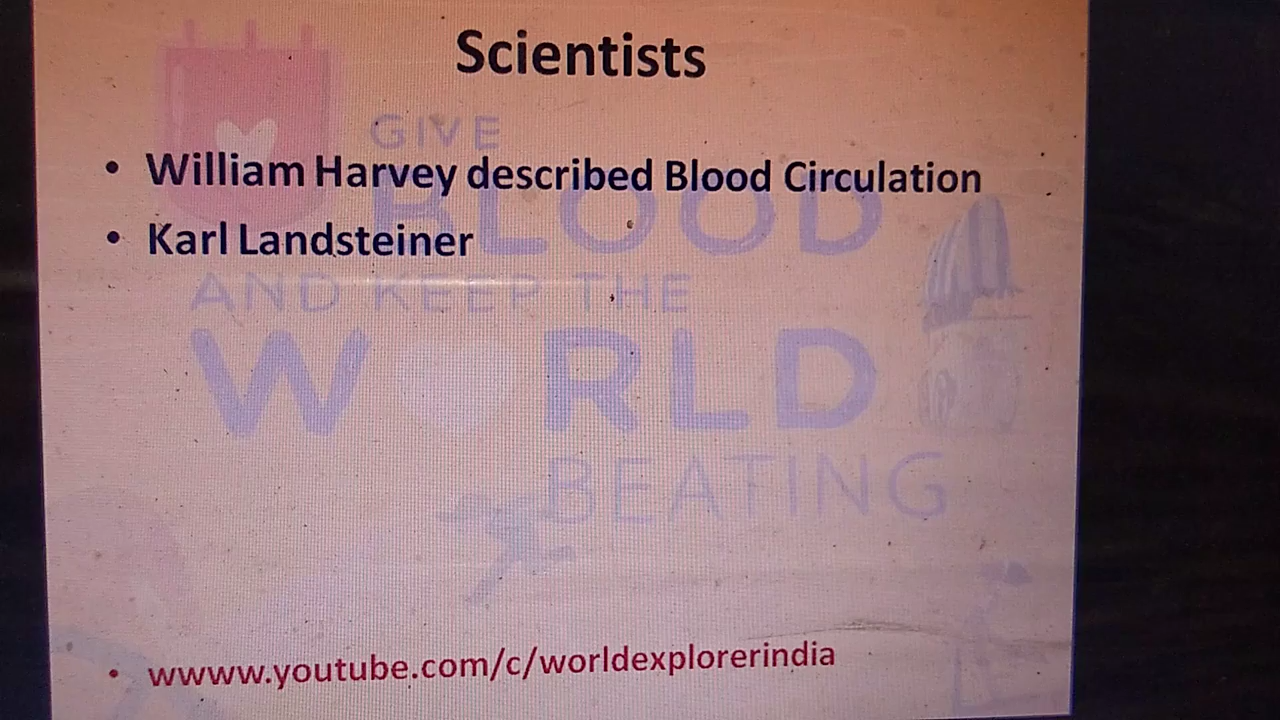 Scientists
GIVE
• William Harvey described Blood Circulation
BLOOD
• Karl Landsteiner
AND KEEP THE
W RLD
BEATING
• wwww.youtube.com/c/worldexplorerindia